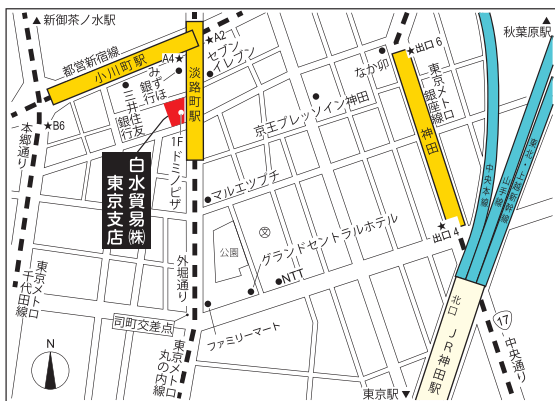 ▲新御茶ノ水駅
秋葉原駅
★A2
都営新宿線
小川町駅
A4★
セブン
イレブン
みずほ
銀行
三井住友
銀行
淡路町駅
なか卯
★出口6
東京メトロ
銀座線
★B6
本郷通り
1F
ドミノピザ
京王プレッソイン神田
神田
白水貿易㈱
東京支店
マルエツプチ
中央本線
東北・上越新幹線
山手線
公園
文
グランドセントラルホテル
★
出口4
外堀通り
NTT
東京メトロ
千代田線
司町交差点
ファミリーマート
北口
JR神田駅
17
中央通り
N
東京メトロ
丸の内線
東京駅